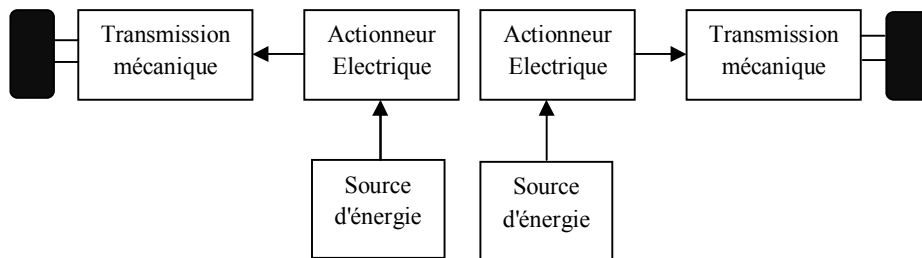 Transmission
mécanique
Actionneur
Electrique
Actionneur
Electrique
Transmission
mécanique
Source
d'énergie
Source
d'énergie